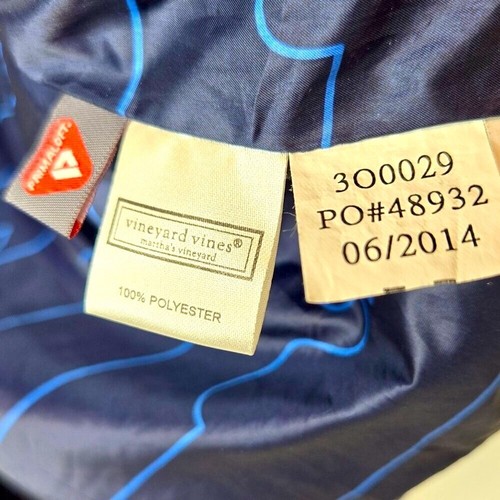 PRIMALOFT.
vineyard vines®
martha's vineyard
100% POLYESTER
3O0029
PO#48932
06/2014